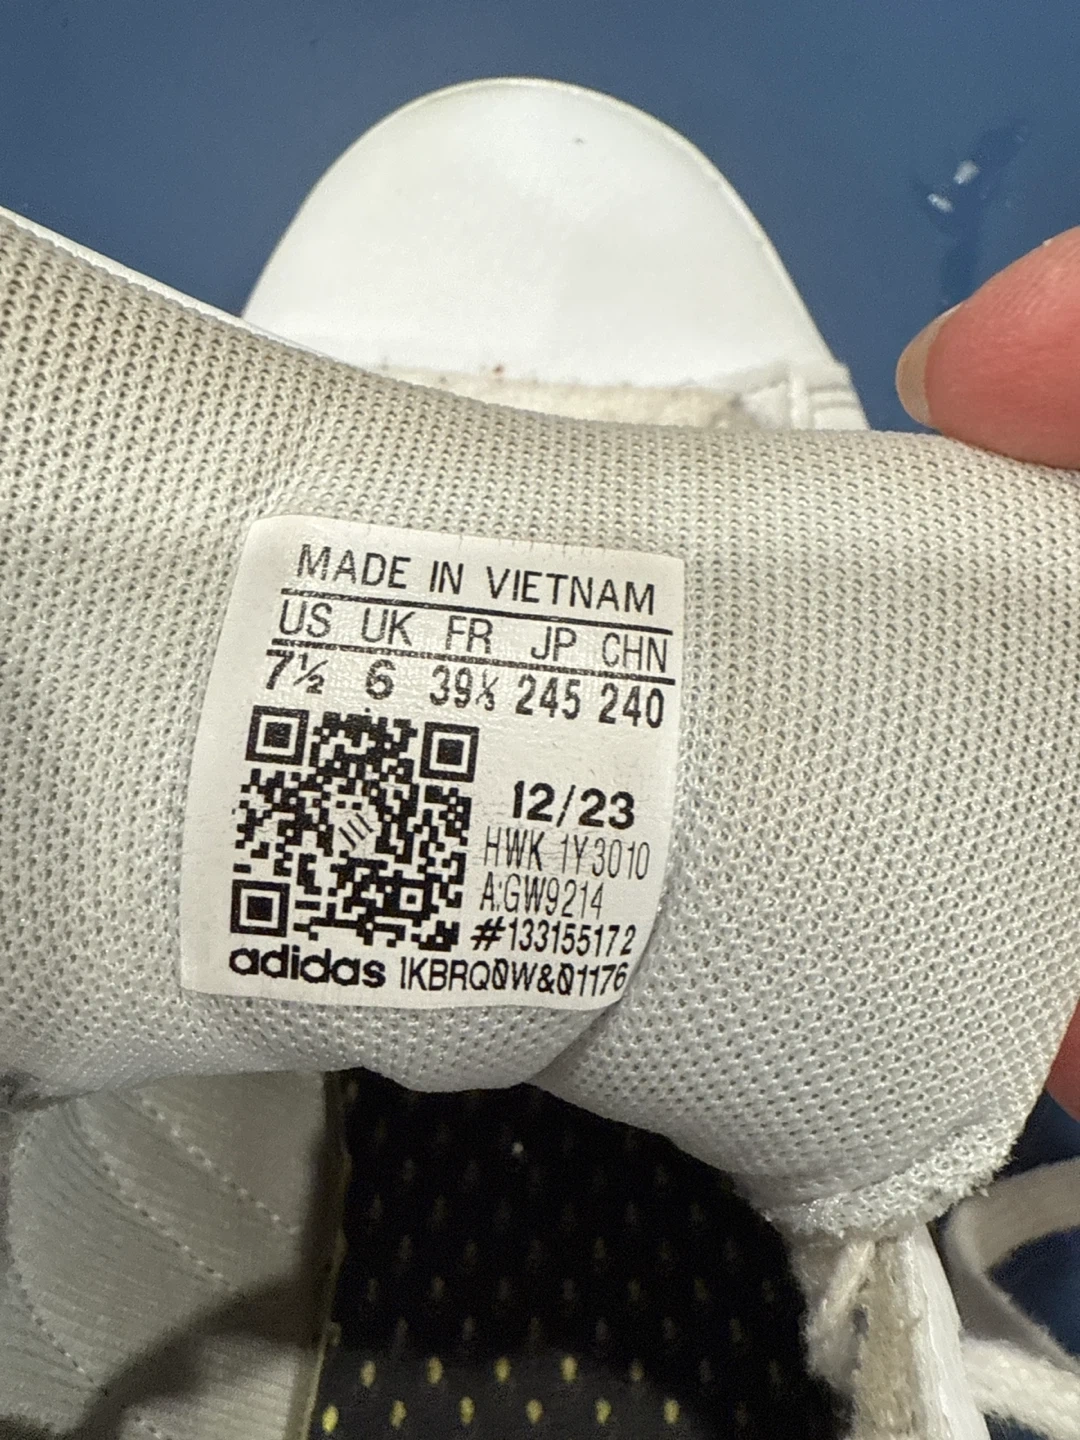 MADE IN VIETNAM
US UK FR JP CHN
7½ 6 39⅓ 245 240
12/23
HWK 1Y3010
A:GW9214
#133155172
adidas 1KBRQ0W&01176